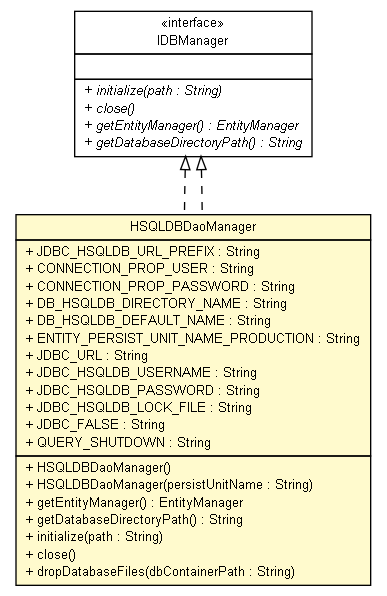 «interface»
IDBManager
+ initialize(path : String)
+ close()
+ getEntityManager() : EntityManager
+ getDatabaseDirectoryPath() : String
HSQLDBDaoManager
+ JDBC_HSQLDB_URL_PREFIX : String
+ CONNECTION_PROP_USER : String
+ CONNECTION_PROP_PASSWORD : String
+ DB_HSQLDB_DIRECTORY_NAME : String
+ DB_HSQLDB_DEFAULT_NAME : String
+ ENTITY_PERSIST_UNIT_NAME_PRODUCTION : String
+ JDBC_URL : String
+ JDBC_HSQLDB_USERNAME : String
+ JDBC_HSQLDB_PASSWORD : String
+ JDBC_HSQLDB_LOCK_FILE : String
+ JDBC_FALSE : String
+ QUERY_SHUTDOWN : String
+ HSQLDBDaoManager()
+ HSQLDBDaoManager(persistUnitName : String)
+ getEntityManager() : EntityManager
+ getDatabaseDirectoryPath() : String
+ initialize(path : String)
+ close()
+ dropDatabaseFiles(dbContainerPath : String)